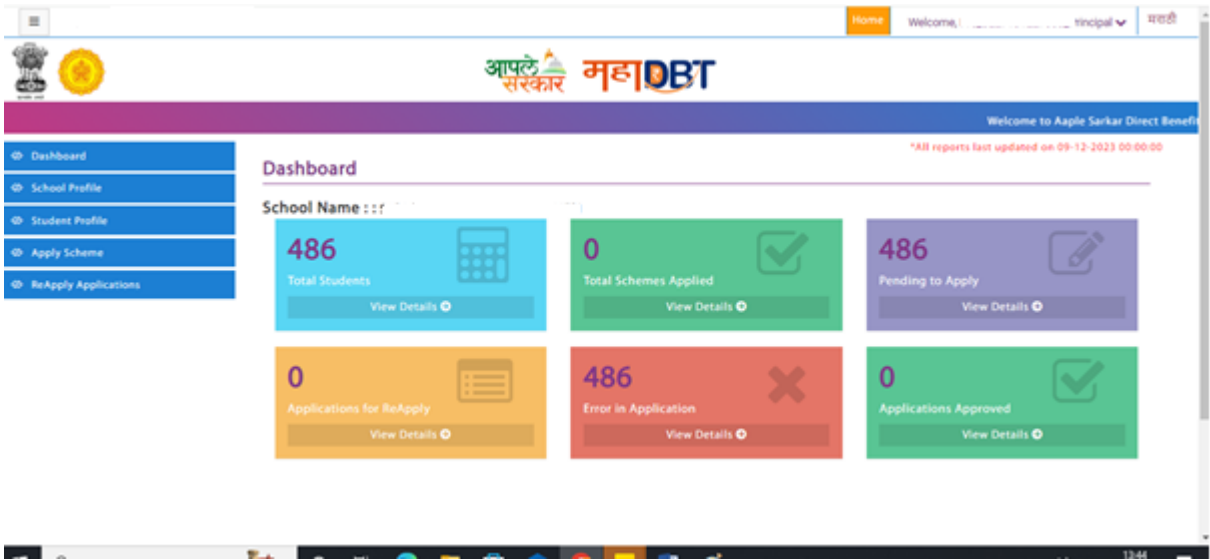 Home Welcome, rincipal मराठी
आपले सरकार महाDBT
Welcome to Aaple Sarkar Direct Benefit
*All reports last updated on 09-12-2023 00:00:00
Dashboard
School Profile
Student Profile
Apply Scheme
ReApply Applications
Dashboard
School Name : :
486
Total Students
View Details
0
Total Schemes Applied
View Details
486
Pending to Apply
View Details
0
Applications for ReApply
View Details
486
Error in Application
View Details
0
Applications Approved
View Details
13:44